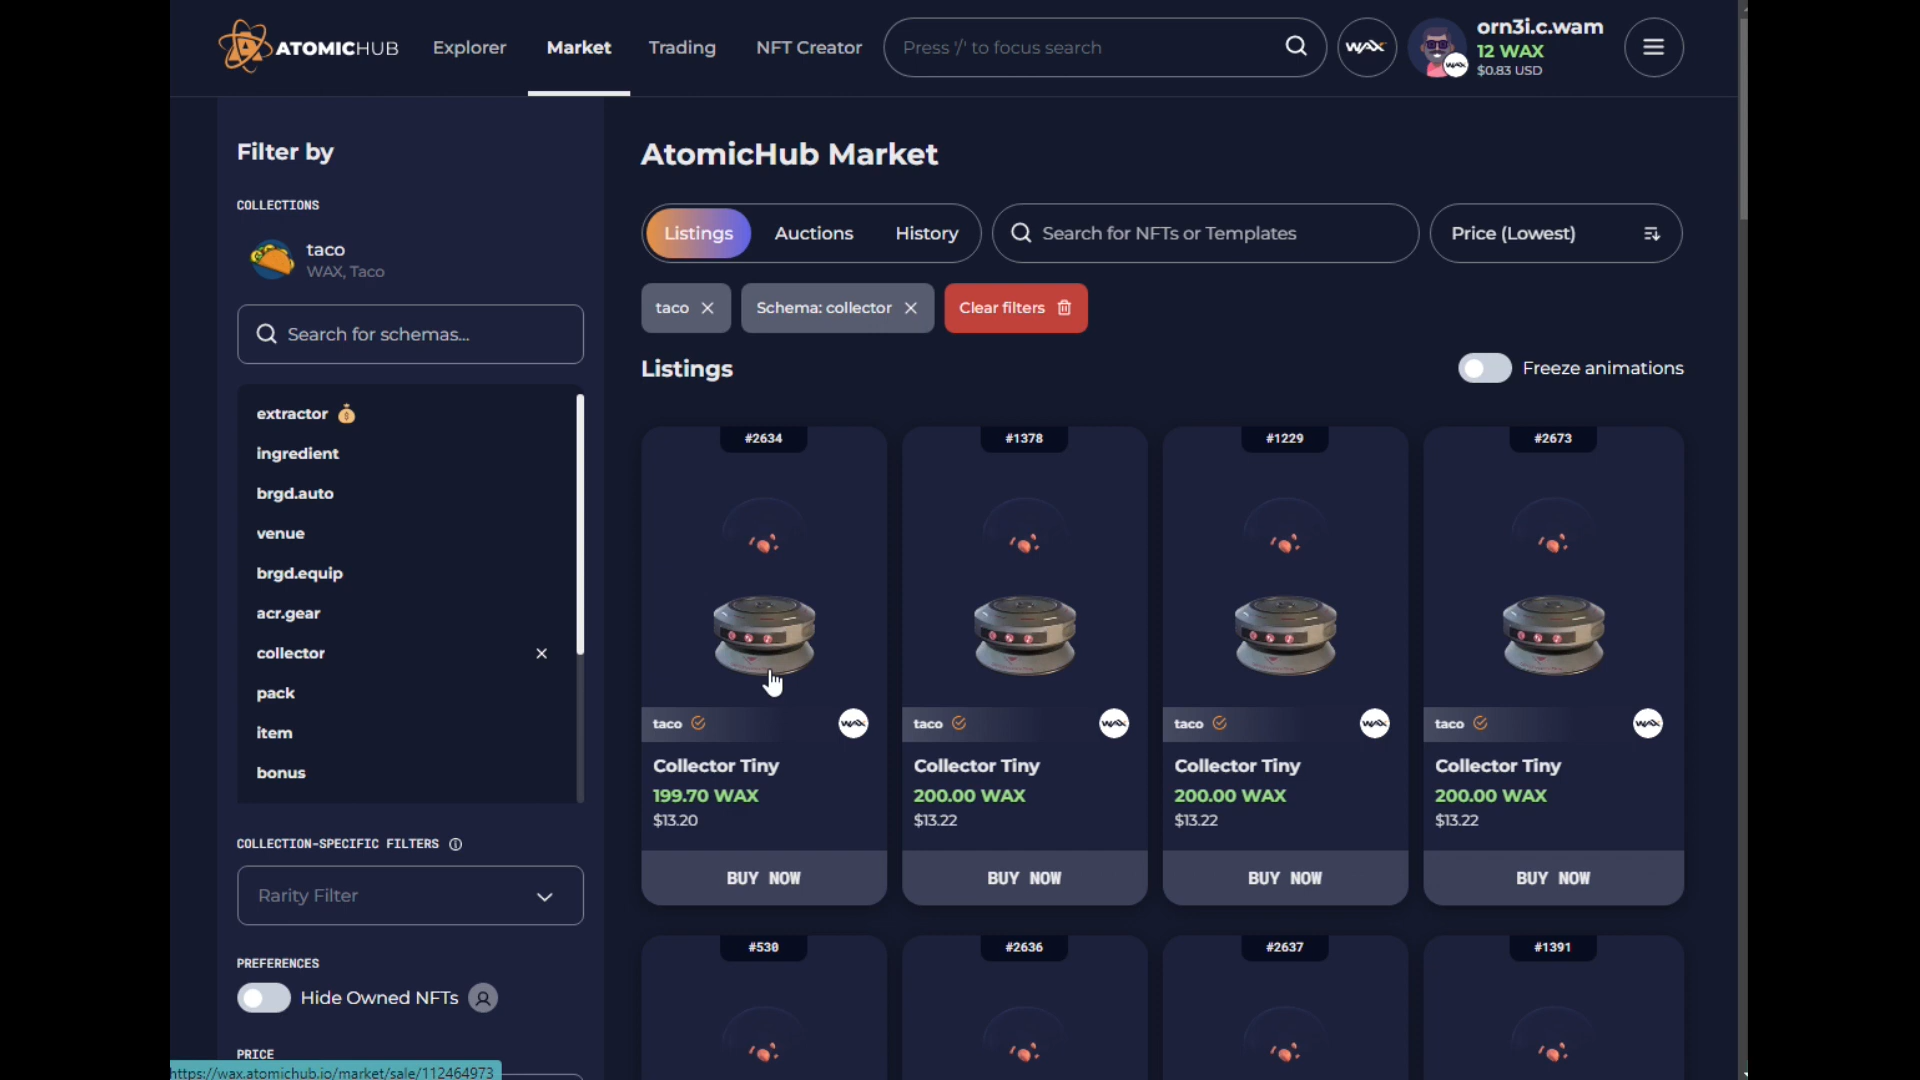 ATOMICHUB
Explorer
Market
Trading
NFT Creator
Press '/' to focus search
WAX
orn3i.c.wam
12 WAX
$0.83 USD
Filter by
COLLECTIONS
taco
WAX, Taco
Search for schemas...
extractor
ingredient
brgd.auto
venue
brgd.equip
acr.gear
collector
pack
item
bonus
COLLECTION-SPECIFIC FILTERS
Rarity Filter
PREFERENCES
Hide Owned NFTs
PRICE
https://wax.atomichub.io/market/sale/112464973
AtomicHub Market
Listings
Auctions
History
Search for NFTs or Templates
Price (Lowest)
taco
Schema: collector
Clear filters
Listings
Freeze animations
#2634
taco
WAX
Collector Tiny
199.70 WAX
$13.20
BUY NOW
#1378
taco
WAX
Collector Tiny
200.00 WAX
$13.22
BUY NOW
#1229
taco
WAX
Collector Tiny
200.00 WAX
$13.22
BUY NOW
#2673
taco
WAX
Collector Tiny
200.00 WAX
$13.22
BUY NOW
#530
#2636
#2637
#1391